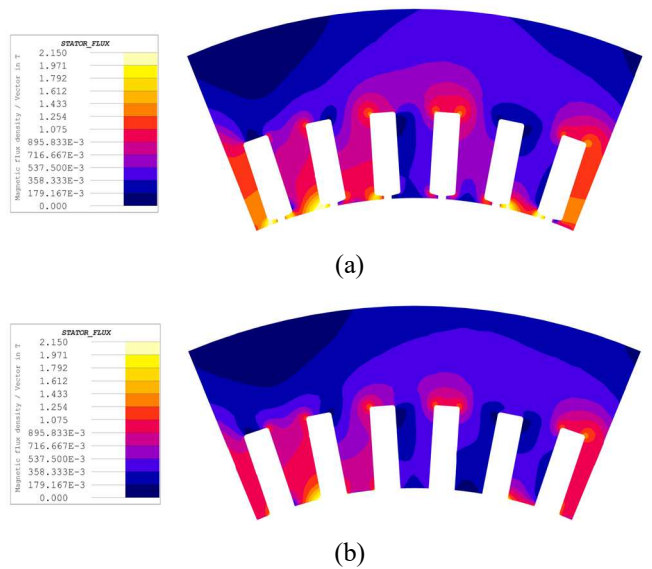 STATOR_FLUX
Magnetic flux density / Vector in T
2.150
1.971
1.792
1.612
1.433
1.254
1.075
895.833E-3
716.667E-3
537.500E-3
358.333E-3
179.167E-3
0.000
(a)
STATOR_FLUX
Magnetic flux density / Vector in T
2.150
1.971
1.792
1.612
1.433
1.254
1.075
895.833E-3
716.667E-3
537.500E-3
358.333E-3
179.167E-3
0.000
(b)